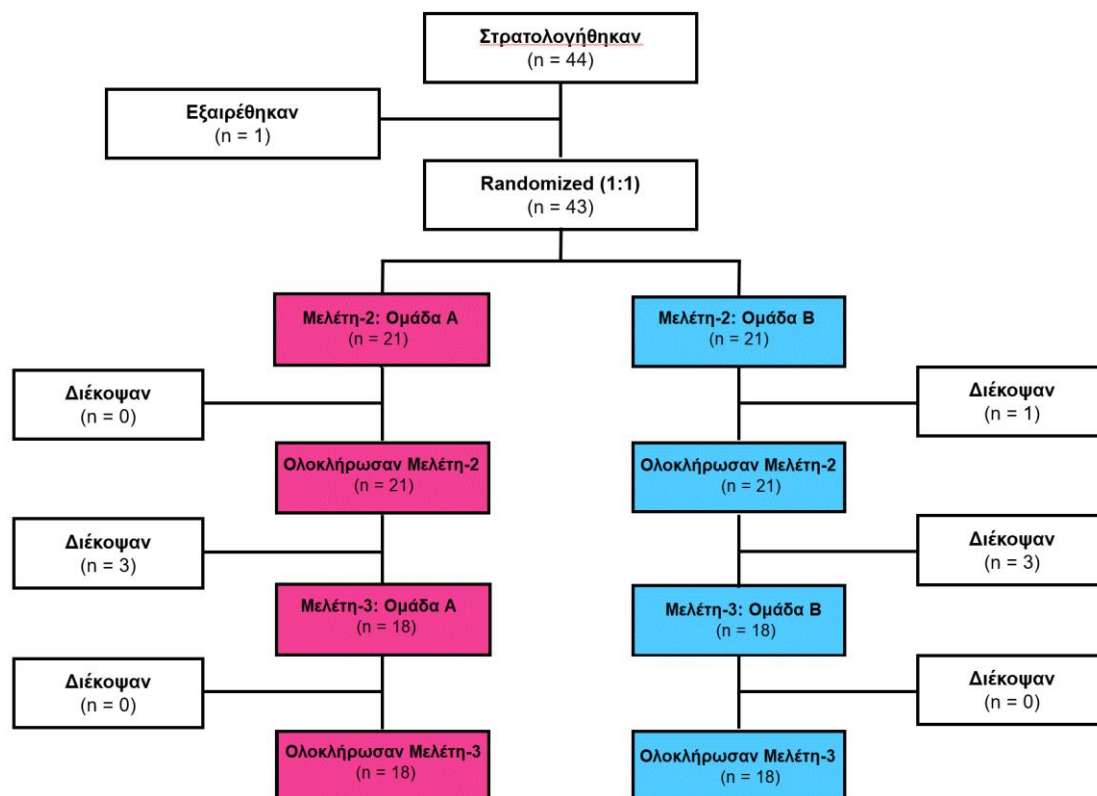 Στρατολογήθηκαν
(n = 44)
Εξαιρέθηκαν
(n = 1)
Randomized (1:1)
(n = 43)
Μελέτη-2: Ομάδα Α
(n = 21)
Μελέτη-2: Ομάδα Β
(n = 21)
Διέκοψαν
(n = 0)
Διέκοψαν
(n = 1)
Ολοκλήρωσαν Μελέτη-2
(n = 21)
Ολοκλήρωσαν Μελέτη-2
(n = 21)
Διέκοψαν
(n = 3)
Διέκοψαν
(n = 3)
Μελέτη-3: Ομάδα Α
(n = 18)
Μελέτη-3: Ομάδα Β
(n = 18)
Διέκοψαν
(n = 0)
Διέκοψαν
(n = 0)
Ολοκλήρωσαν Μελέτη-3
(n = 18)
Ολοκλήρωσαν Μελέτη-3
(n = 18)